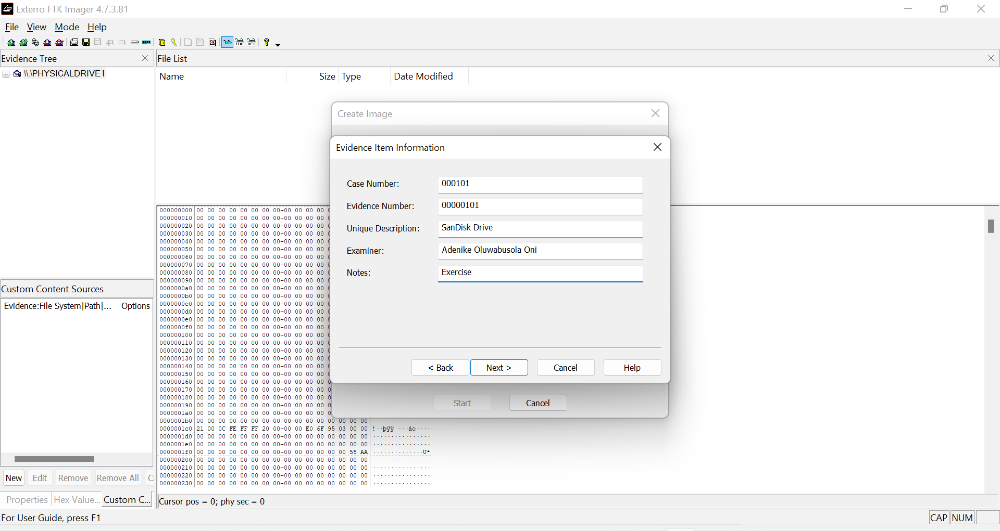 Exterro FTK Imager 4.7.3.81
File View Mode Help
Evidence Tree
File List
\\.\PHYSICALDRIVE1
Name Size Type Date Modified
Create Image
Evidence Item Information
Case Number: 000101
Evidence Number: 00000101
Unique Description: SanDisk Drive
Examiner: Adenike Oluwabusola Oni
Notes: Exercise
< Back Next > Cancel Help
Start Cancel
Custom Content Sources
Evidence:File System|Path|... Options
New Edit Remove Remove All
Properties Hex Value... Custom C...
000000000 00 00 00 00 00 00 00 00-00 00 00 00
000000010 00 00 00 00 00 00 00 00-00 00 00 00
000000020 00 00 00 00 00 00 00 00-00 00 00 00
000000030 00 00 00 00 00 00 00 00-00 00 00 00
000000040 00 00 00 00 00 00 00 00-00 00 00 00
000000050 00 00 00 00 00 00 00 00-00 00 00 00
000000060 00 00 00 00 00 00 00 00-00 00 00 00
000000070 00 00 00 00 00 00 00 00-00 00 00 00
000000080 00 00 00 00 00 00 00 00-00 00 00 00
000000090 00 00 00 00 00 00 00 00-00 00 00 00
0000000a0 00 00 00 00 00 00 00 00-00 00 00 00
0000000b0 00 00 00 00 00 00 00 00-00 00 00 00
0000000c0 00 00 00 00 00 00 00 00-00 00 00 00
0000000d0 00 00 00 00 00 00 00 00-00 00 00 00
0000000e0 00 00 00 00 00 00 00 00-00 00 00 00
0000000f0 00 00 00 00 00 00 00 00-00 00 00 00
000000100 00 00 00 00 00 00 00 00-00 00 00 00
000000110 00 00 00 00 00 00 00 00-00 00 00 00
000000120 00 00 00 00 00 00 00 00-00 00 00 00
000000130 00 00 00 00 00 00 00 00-00 00 00 00
000000140 00 00 00 00 00 00 00 00-00 00 00 00
000000150 00 00 00 00 00 00 00 00-00 00 00 00
000000160 00 00 00 00 00 00 00 00-00 00 00 00
000000170 00 00 00 00 00 00 00 00-00 00 00 00
000000180 00 00 00 00 00 00 00 00-00 00 00 00
000000190 00 00 00 00 00 00 00 00-00 00 00 00
0000001a0 00 00 00 00 00 00 00 00-00 00 00 00
0000001b0 00 00 00 00 00 00 00 00-00 00 00 00 00 00 00 00 ················
0000001c0 21 00 0C FE FF FF 20 00-00 00 E0 6F 95 03 00 00 !··þÿÿ ···ào····
0000001d0 00 00 00 00 00 00 00 00-00 00 00 00 00 00 00 00 ················
0000001e0 00 00 00 00 00 00 00 00-00 00 00 00 00 00 00 00 ················
0000001f0 00 00 00 00 00 00 00 00-00 00 00 00 00 00 55 AA ··············Uª
000000200 00 00 00 00 00 00 00 00-00 00 00 00 00 00 00 00 ················
000000210 00 00 00 00 00 00 00 00-00 00 00 00 00 00 00 00 ················
000000220 00 00 00 00 00 00 00 00-00 00 00 00 00 00 00 00 ················
000000230 00 00 00 00 00 00 00 00-00 00 00 00 00 00 00 00 ················
Cursor pos = 0; phy sec = 0
For User Guide, press F1
CAP NUM